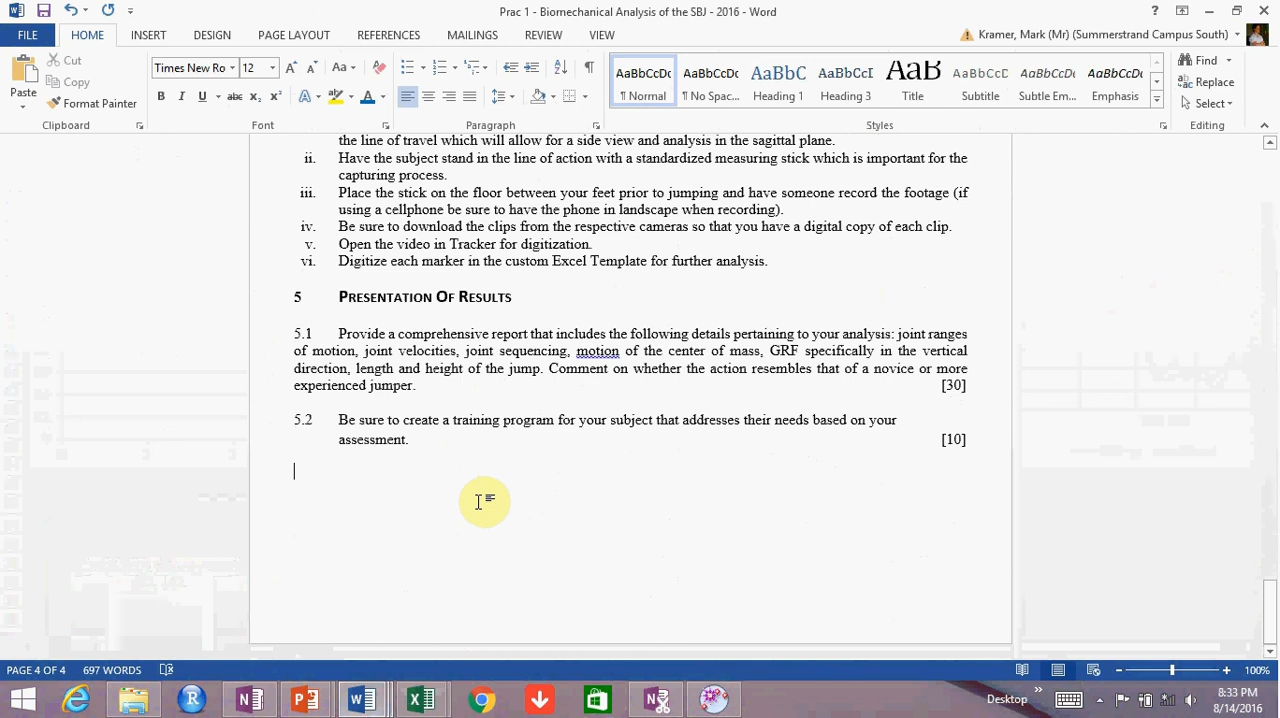 Prac 1 - Biomechanical Analysis of the SBJ - 2016 - Word
FILE HOME INSERT DESIGN PAGE LAYOUT REFERENCES MAILINGS REVIEW VIEW Kramer, Mark (Mr) (Summerstrand Campus South)
Paste
Cut
Copy
Format Painter
Clipboard
Times New Ro 12
Font
Paragraph
AaBbCcDc AaBbCcDc AaBbC AaBbCcI AaB AaBbCcD AaBbCcDc AaBbCcDc
¶ Normal ¶ No Spac... Heading 1 Heading 3 Title Subtitle Subtle Em... Emphasis
Styles
Find
Replace
Select
Editing
the line of travel which will allow for a side view and analysis in the sagittal plane.
ii. Have the subject stand in the line of action with a standardized measuring stick which is important for the
capturing process.
iii. Place the stick on the floor between your feet prior to jumping and have someone record the footage (if
using a cellphone be sure to have the phone in landscape when recording).
iv. Be sure to download the clips from the respective cameras so that you have a digital copy of each clip.
v. Open the video in Tracker for digitization.
vi. Digitize each marker in the custom Excel Template for further analysis.
5 PRESENTATION OF RESULTS
5.1 Provide a comprehensive report that includes the following details pertaining to your analysis: joint ranges
of motion, joint velocities, joint sequencing, motion of the center of mass, GRF specifically in the vertical
direction, length and height of the jump. Comment on whether the action resembles that of a novice or more
experienced jumper. [30]
5.2 Be sure to create a training program for your subject that addresses their needs based on your
assessment. [10]
PAGE 4 OF 4 697 WORDS 100%
Desktop
8:33 PM
8/14/2016